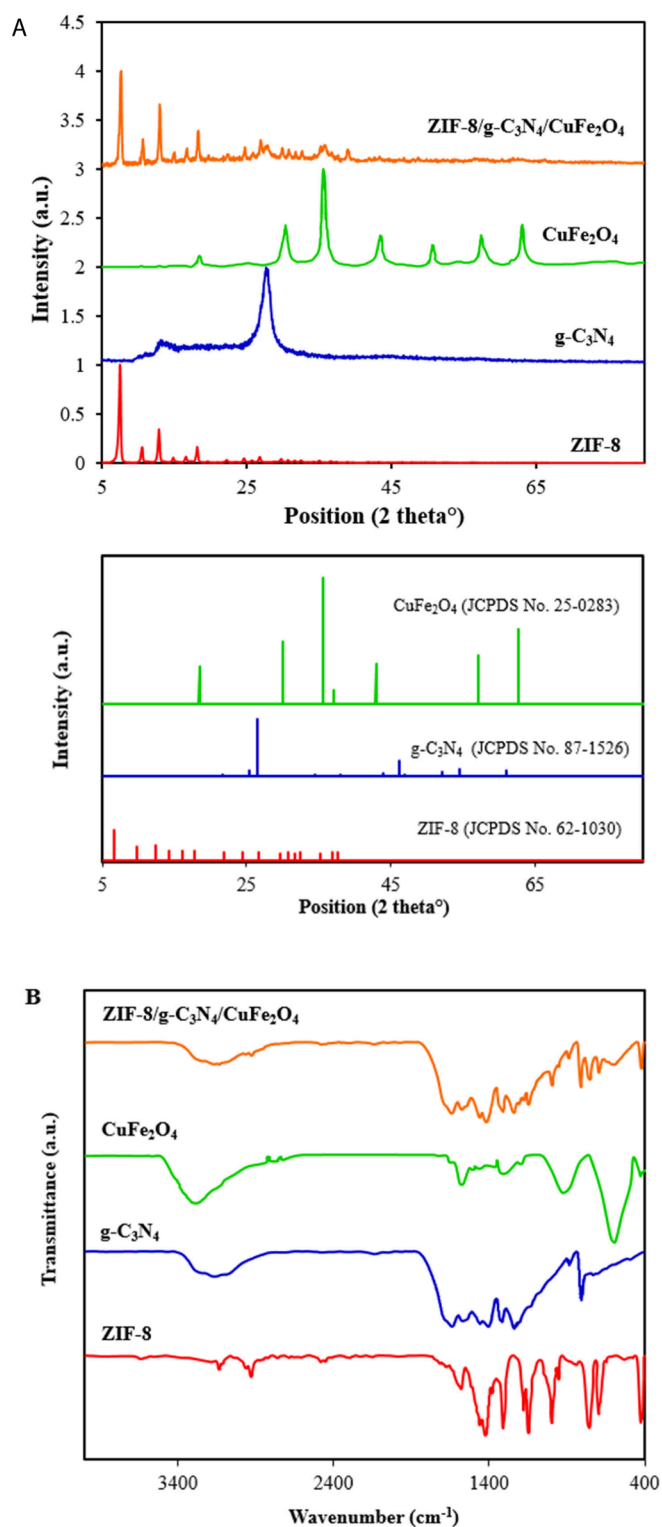 A
4.5
4
3.5
3
2.5
2
1.5
1
0.5
0
Intensity (a.u.)
ZIF-8/g-C₃N₄/CuFe₂O₄
CuFe₂O₄
g-C₃N₄
ZIF-8
5 25 45 65
Position (2 theta°)
Intensity (a.u.)
CuFe₂O₄ (JCPDS No. 25-0283)
g-C₃N₄ (JCPDS No. 87-1526)
ZIF-8 (JCPDS No. 62-1030)
5 25 45 65
Position (2 theta°)
B
Transmittance (a.u.)
ZIF-8/g-C₃N₄/CuFe₂O₄
CuFe₂O₄
g-C₃N₄
ZIF-8
3400 2400 1400 400
Wavenumber (cm⁻¹)